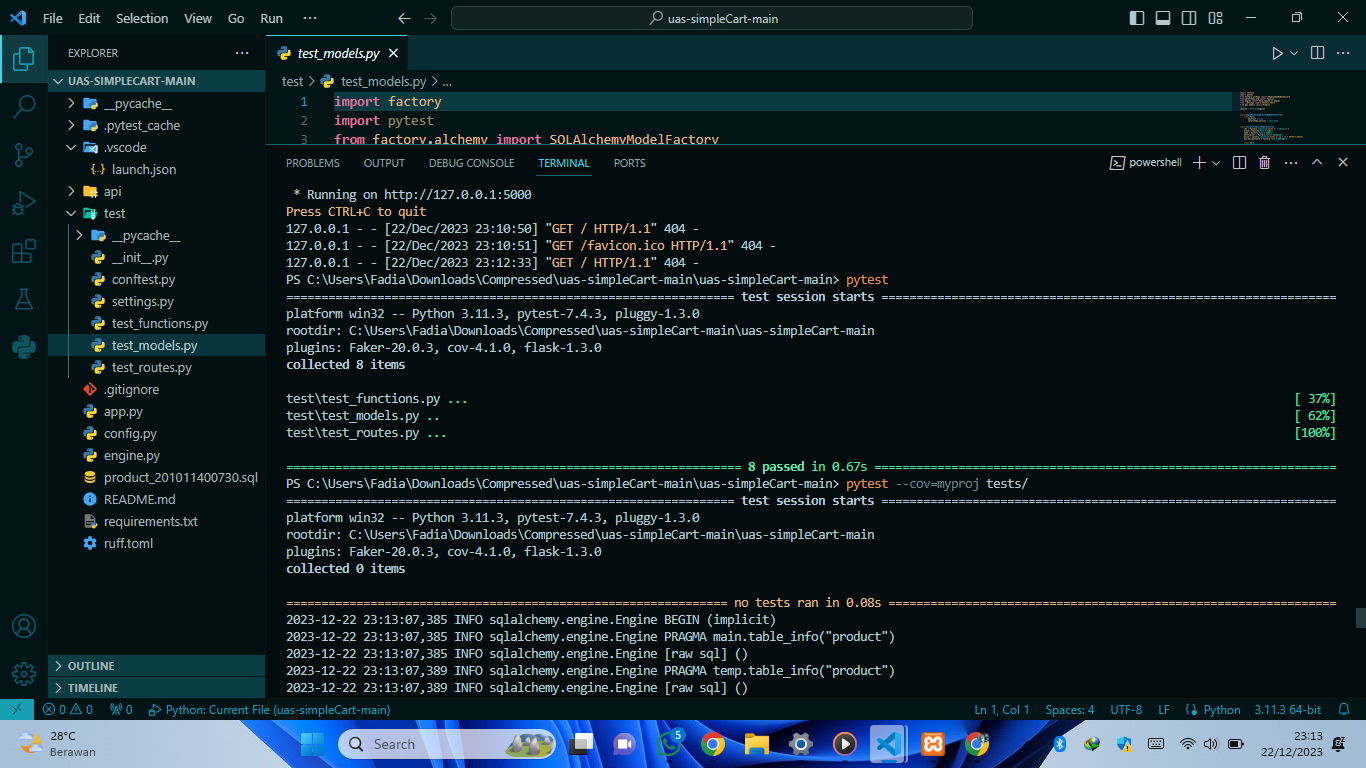 File Edit Selection View Go Run ···
uas-simpleCart-main
EXPLORER ···
UAS-SIMPLECART-MAIN
__pycache__
.pytest_cache
.vscode
launch.json
api
test
__pycache__
__init__.py
conftest.py
settings.py
test_functions.py
test_models.py
test_routes.py
.gitignore
app.py
config.py
engine.py
product_201011400730.sql
README.md
requirements.txt
ruff.toml
OUTLINE
TIMELINE
test_models.py
test > test_models.py > ...
1 import factory
2 import pytest
3 from factory.alchemy import SQLAlchemyModelFactory
PROBLEMS OUTPUT DEBUG CONSOLE TERMINAL PORTS
powershell
* Running on http://127.0.0.1:5000
Press CTRL+C to quit
127.0.0.1 - - [22/Dec/2023 23:10:50] "GET / HTTP/1.1" 404 -
127.0.0.1 - - [22/Dec/2023 23:10:51] "GET /favicon.ico HTTP/1.1" 404 -
127.0.0.1 - - [22/Dec/2023 23:12:33] "GET / HTTP/1.1" 404 -
PS C:\Users\Fadia\Downloads\Compressed\uas-simpleCart-main\uas-simpleCart-main> pytest
================================================================ test session starts =================================================================
platform win32 -- Python 3.11.3, pytest-7.4.3, pluggy-1.3.0
rootdir: C:\Users\Fadia\Downloads\Compressed\uas-simpleCart-main\uas-simpleCart-main
plugins: Faker-20.0.3, cov-4.1.0, flask-1.3.0
collected 8 items
test\test_functions.py ... [ 37%]
test\test_models.py .. [ 62%]
test\test_routes.py ... [100%]
================================================================= 8 passed in 0.67s ==================================================================
PS C:\Users\Fadia\Downloads\Compressed\uas-simpleCart-main\uas-simpleCart-main> pytest --cov=myproj tests/
================================================================ test session starts =================================================================
platform win32 -- Python 3.11.3, pytest-7.4.3, pluggy-1.3.0
rootdir: C:\Users\Fadia\Downloads\Compressed\uas-simpleCart-main\uas-simpleCart-main
plugins: Faker-20.0.3, cov-4.1.0, flask-1.3.0
collected 0 items
=============================================================== no tests ran in 0.08s ================================================================
2023-12-22 23:13:07,385 INFO sqlalchemy.engine.Engine BEGIN (implicit)
2023-12-22 23:13:07,385 INFO sqlalchemy.engine.Engine PRAGMA main.table_info("product")
2023-12-22 23:13:07,385 INFO sqlalchemy.engine.Engine [raw sql] ()
2023-12-22 23:13:07,389 INFO sqlalchemy.engine.Engine PRAGMA temp.table_info("product")
2023-12-22 23:13:07,389 INFO sqlalchemy.engine.Engine [raw sql] ()
0 0 0 Python: Current File (uas-simpleCart-main) Ln 1, Col 1 Spaces: 4 UTF-8 LF Python 3.11.3 64-bit
28°C
Berawan
Search
5
23:13
22/12/2023